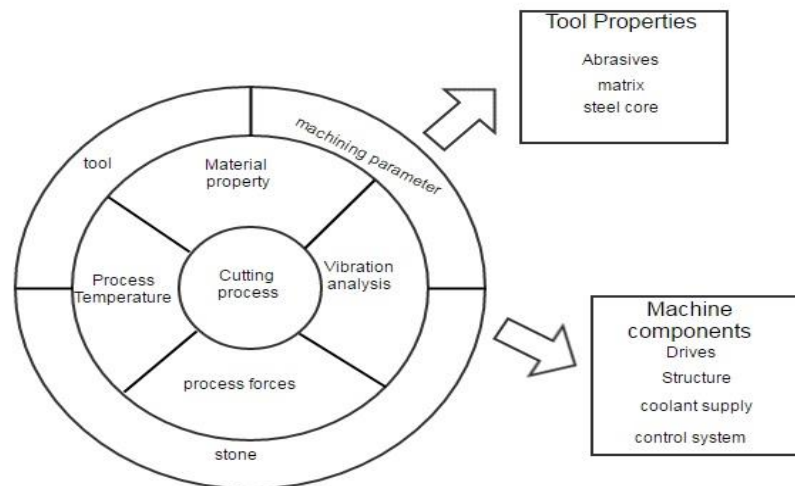 Tool Properties
Abrasives
matrix
steel core
machining parameter
tool
Material
property
Process
Temperature
Cutting
process
Vibration
analysis
process forces
stone
Machine
components
Drives
Structure
coolant supply
control system